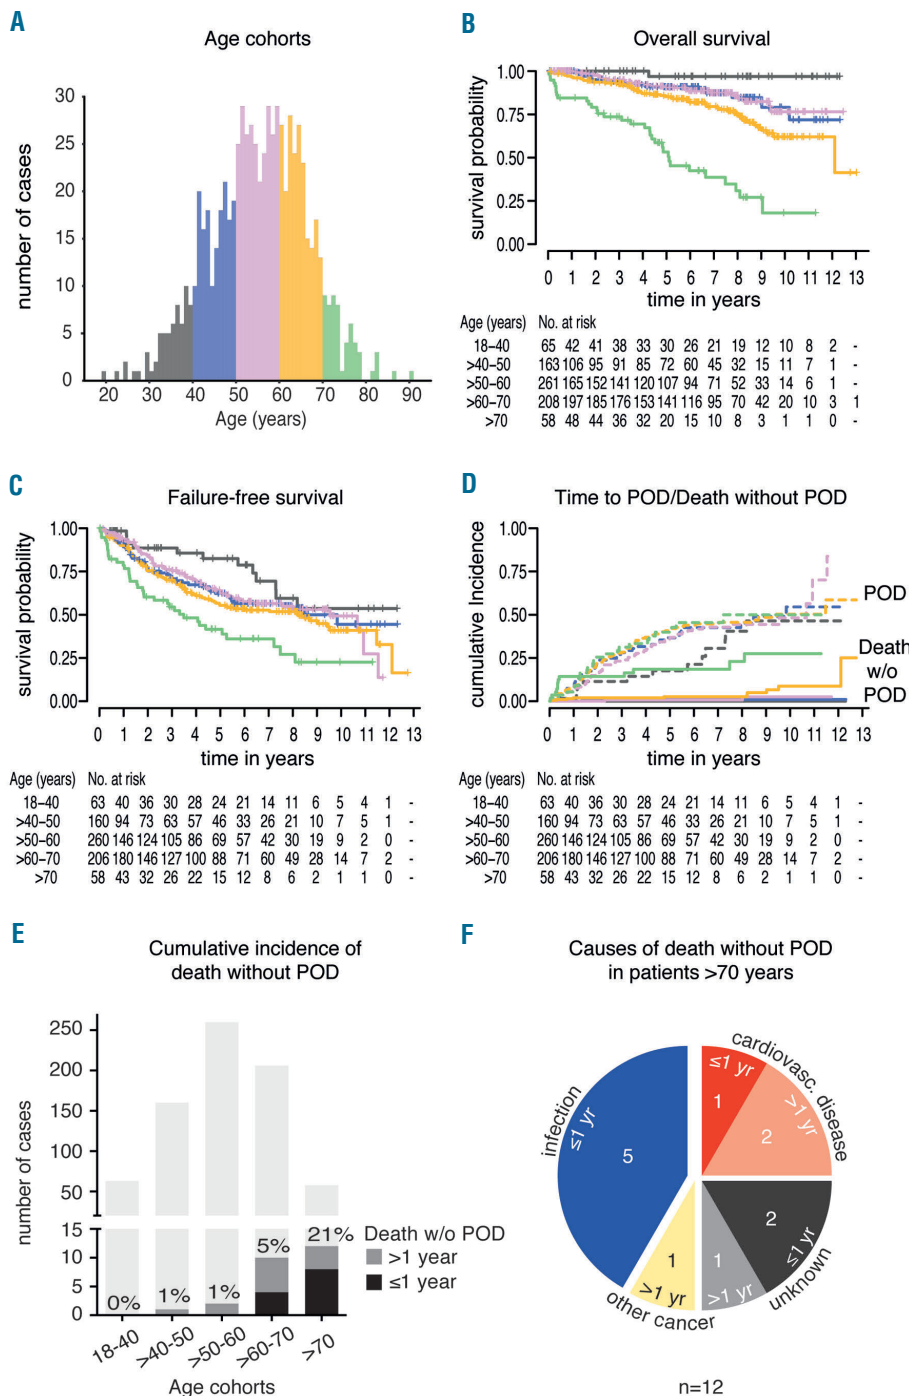 A
Age cohorts
number of cases
30
25
20
15
10
5
0
20 30 40 50 60 70 80 90
Age (years)
B
Overall survival
survival probability
1.00
0.75
0.50
0.25
0.00
0 1 2 3 4 5 6 7 8 9 10 11 12 13
time in years
Age (years) No. at risk
18–40 65 42 41 38 33 30 26 21 19 12 10 8 2 -
>40–50 163 106 95 91 85 72 60 45 32 15 11 7 1 -
>50–60 261 165 152 141 120 107 94 71 52 33 14 6 1 -
>60–70 208 197 185 176 153 141 116 95 70 42 20 10 3 1
>70 58 48 44 36 32 20 15 10 8 3 1 1 0 -
C
Failure-free survival
survival probability
1.00
0.75
0.50
0.25
0.00
0 1 2 3 4 5 6 7 8 9 10 11 12 13
time in years
Age (years) No. at risk
18–40 63 40 36 30 28 24 21 14 11 6 5 4 1 -
>40–50 160 94 73 63 57 46 33 26 21 10 7 5 1 -
>50–60 260 146 124 105 86 69 57 42 30 19 9 2 0 -
>60–70 206 180 146 127 100 88 71 60 49 28 14 7 2 -
>70 58 43 32 26 22 15 12 8 6 2 1 1 0 -
D
Time to POD/Death without POD
cumulative Incidence
1.00
0.75
0.50
0.25
0.00
POD
Death
w/o
POD
0 1 2 3 4 5 6 7 8 9 10 11 12 13
time in years
Age (years) No. at risk
18–40 63 40 36 30 28 24 21 14 11 6 5 4 1 -
>40–50 160 94 73 63 57 46 33 26 21 10 7 5 1 -
>50–60 260 146 124 105 86 69 57 42 30 19 9 2 0 -
>60–70 206 180 146 127 100 88 71 60 49 28 14 7 2 -
>70 58 43 32 26 22 15 12 8 6 2 1 1 0 -
E
Cumulative incidence of
death without POD
number of cases
250
200
150
100
50
15
10
5
0
0%
1%
1%
5%
21%
Death w/o POD
>1 year
≤1 year
18-40
>40-50
>50-60
>60-70
>70
Age cohorts
F
Causes of death without POD
in patients >70 years
cardiovasc. disease
≤1 yr
1
>1 yr
2
infection
≤1 yr
5
unknown
2
≤1 yr
1
>1 yr
other cancer
1
>1 yr
n=12